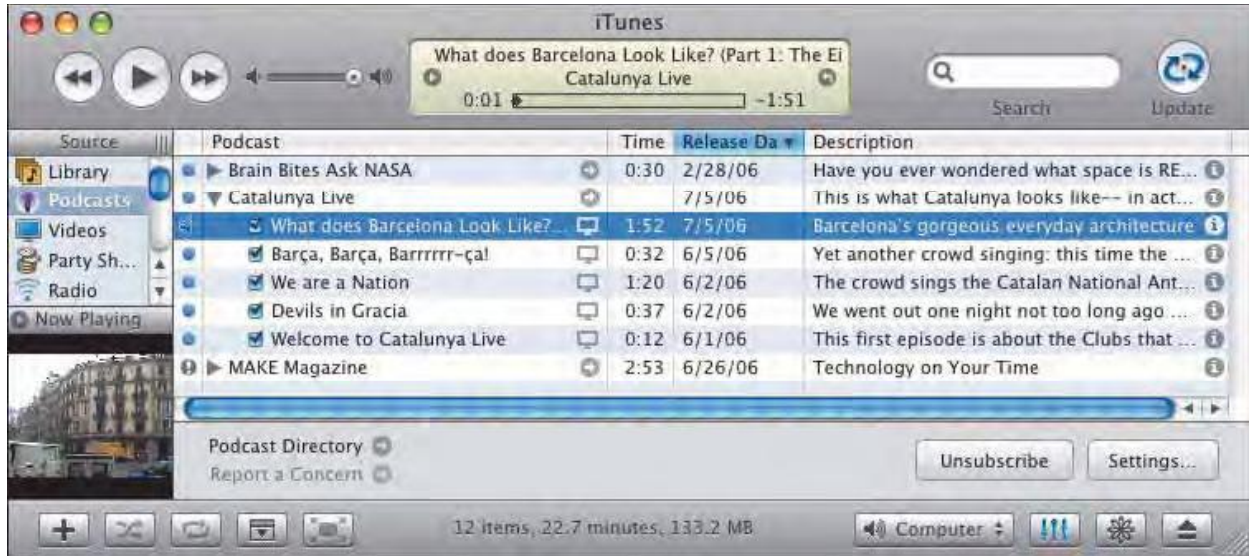 iTunes
What does Barcelona Look Like? (Part 1: The Ei
Catalunya Live
0:01 -1:51
Search
Update
Source Podcast Time Release Da Description
Library
Podcasts
Videos
Party Sh...
Radio
Now Playing
Brain Bites Ask NASA 0:30 2/28/06 Have you ever wondered what space is RE...
Catalunya Live 7/5/06 This is what Catalunya looks like-- in act...
What does Barcelona Look Like?... 1:52 7/5/06 Barcelona's gorgeous everyday architecture
Barça, Barça, Barrrrrr-ça! 0:32 6/5/06 Yet another crowd singing: this time the ...
We are a Nation 1:20 6/2/06 The crowd sings the Catalan National Ant...
Devils in Gracia 0:37 6/2/06 We went out one night not too long ago ...
Welcome to Catalunya Live 0:12 6/1/06 This first episode is about the Clubs that ...
MAKE Magazine 2:53 6/26/06 Technology on Your Time
Podcast Directory
Report a Concern
Unsubscribe
Settings...
12 items, 22.7 minutes, 133.2 MB
Computer